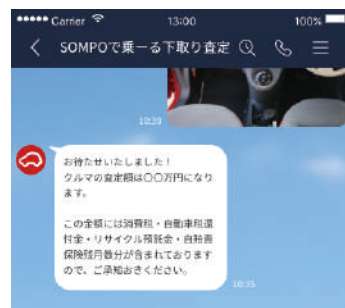 ●●●●● Carrier 13:00 100%
SOMPOで乗ーる下取り査定
10:30
お待たせいたしました！
クルマの査定額は〇〇万円になり
ます。
この金額には消費税・自動車税還
付金・リサイクル預託金・自賠責
保険残月数分が含まれております
ので、ご承知おきください。
10:35